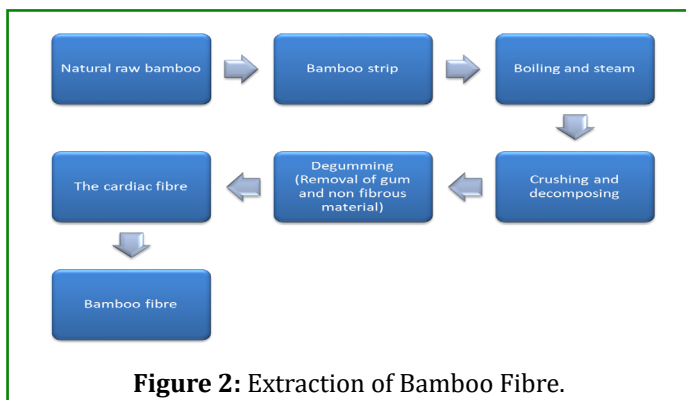 Natural raw bamboo
Bamboo strip
Boiling and steam
Crushing and
decomposing
Degumming
(Removal of gum
and non fibrous
material)
The cardiac fibre
Bamboo fibre
Figure 2: Extraction of Bamboo Fibre.